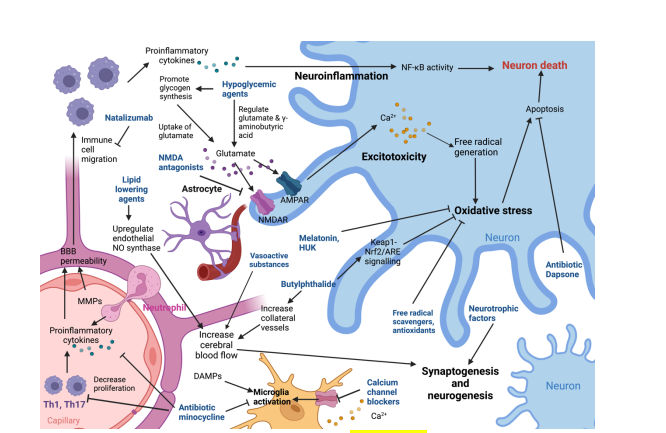 Proinflammatory
cytokines
Neuroinflammation
NF-κB activity
Neuron death
Promote
glycogen
synthesis
Hypoglycemic
agents
Natalizumab
Regulate
glutamate & γ-
aminobutyric
acid
Ca²⁺
Apoptosis
Immune
cell
migration
Uptake of
glutamate
Glutamate
Excitotoxicity
Free radical
generation
NMDA
antagonists
Astrocyte
AMPAR
NMDAR
Lipid
lowering
agents
Oxidative stress
Neuron
Upregulate
endothelial
NO synthase
Melatonin,
HUK
Keap1-
Nrf2/ARE
signalling
BBB
permeability
Vasoactive
substances
Antibiotic
Dapsone
Butylphthalide
MMPs
Neutrophil
Increase
collateral
vessels
Free radical
scavengers,
antioxidants
Neurotrophic
factors
Proinflammatory
cytokines
Increase
cerebral
blood flow
Synaptogenesis
and
neurogenesis
Neuron
DAMPs
Decrease
proliferation
Th1, Th17
Capillary
Antibiotic
minocycline
Microglia
activation
Calcium
channel
blockers
Ca²⁺